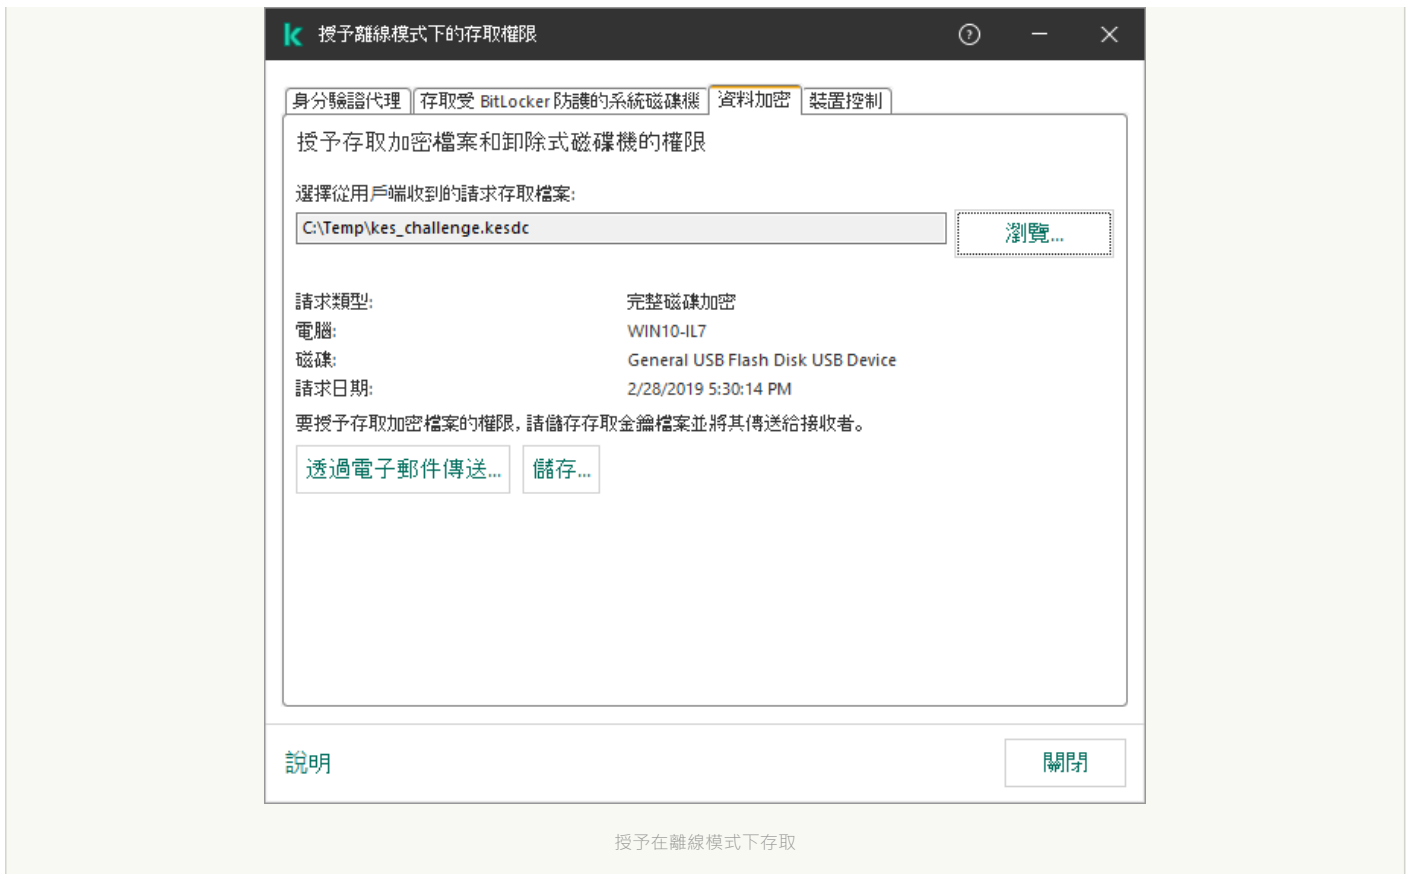 授予離線模式下的存取權限
身分驗證代理 存取受 BitLocker 防護的系統磁碟機 資料加密 裝置控制
授予存取加密檔案和卸除式磁碟機的權限
選擇從用戶端收到的請求存取檔案:
C:\Temp\kes_challenge.kesdc 瀏覽...
請求類型: 完整磁碟加密
電腦: WIN10-IL7
磁碟: General USB Flash Disk USB Device
請求日期: 2/28/2019 5:30:14 PM
要授予存取加密檔案的權限, 請儲存存取金鑰檔案並將其傳送給接收者。
透過電子郵件傳送... 儲存...
說明 關閉
授予在離線模式下存取